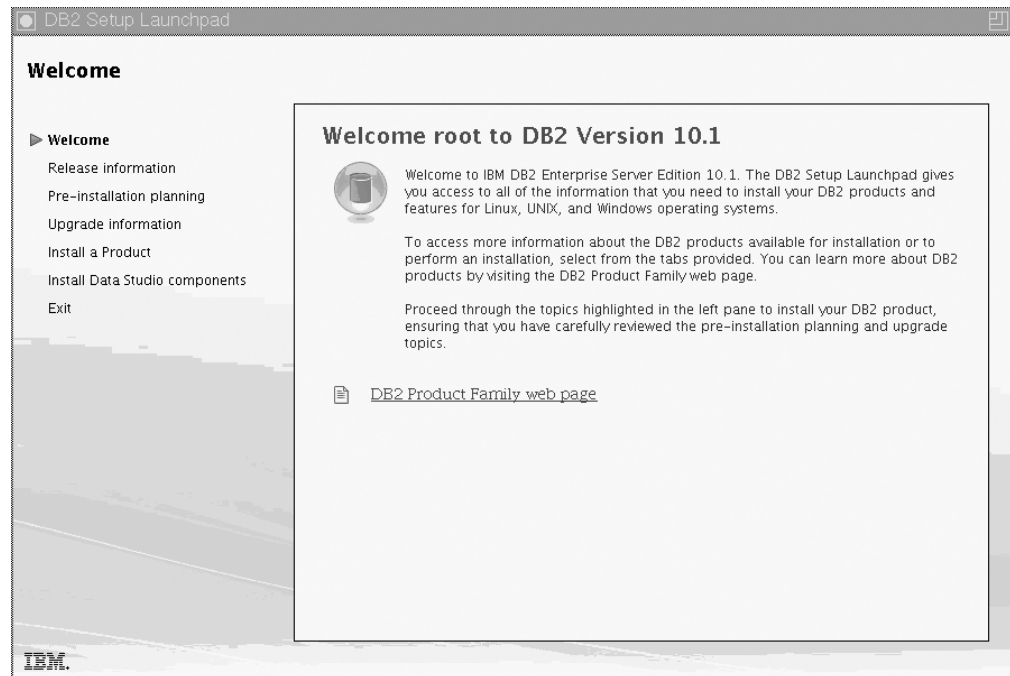 DB2 Setup Launchpad
Welcome
Welcome
Release information
Pre-installation planning
Upgrade information
Install a Product
Install Data Studio components
Exit
Welcome root to DB2 Version 10.1
Welcome to IBM DB2 Enterprise Server Edition 10.1. The DB2 Setup Launchpad gives
you access to all of the information that you need to install your DB2 products and
features for Linux, UNIX, and Windows operating systems.
To access more information about the DB2 products available for installation or to
perform an installation, select from the tabs provided. You can learn more about DB2
products by visiting the DB2 Product Family web page.
Proceed through the topics highlighted in the left pane to install your DB2 product,
ensuring that you have carefully reviewed the pre-installation planning and upgrade
topics.
DB2 Product Family web page
IBM.